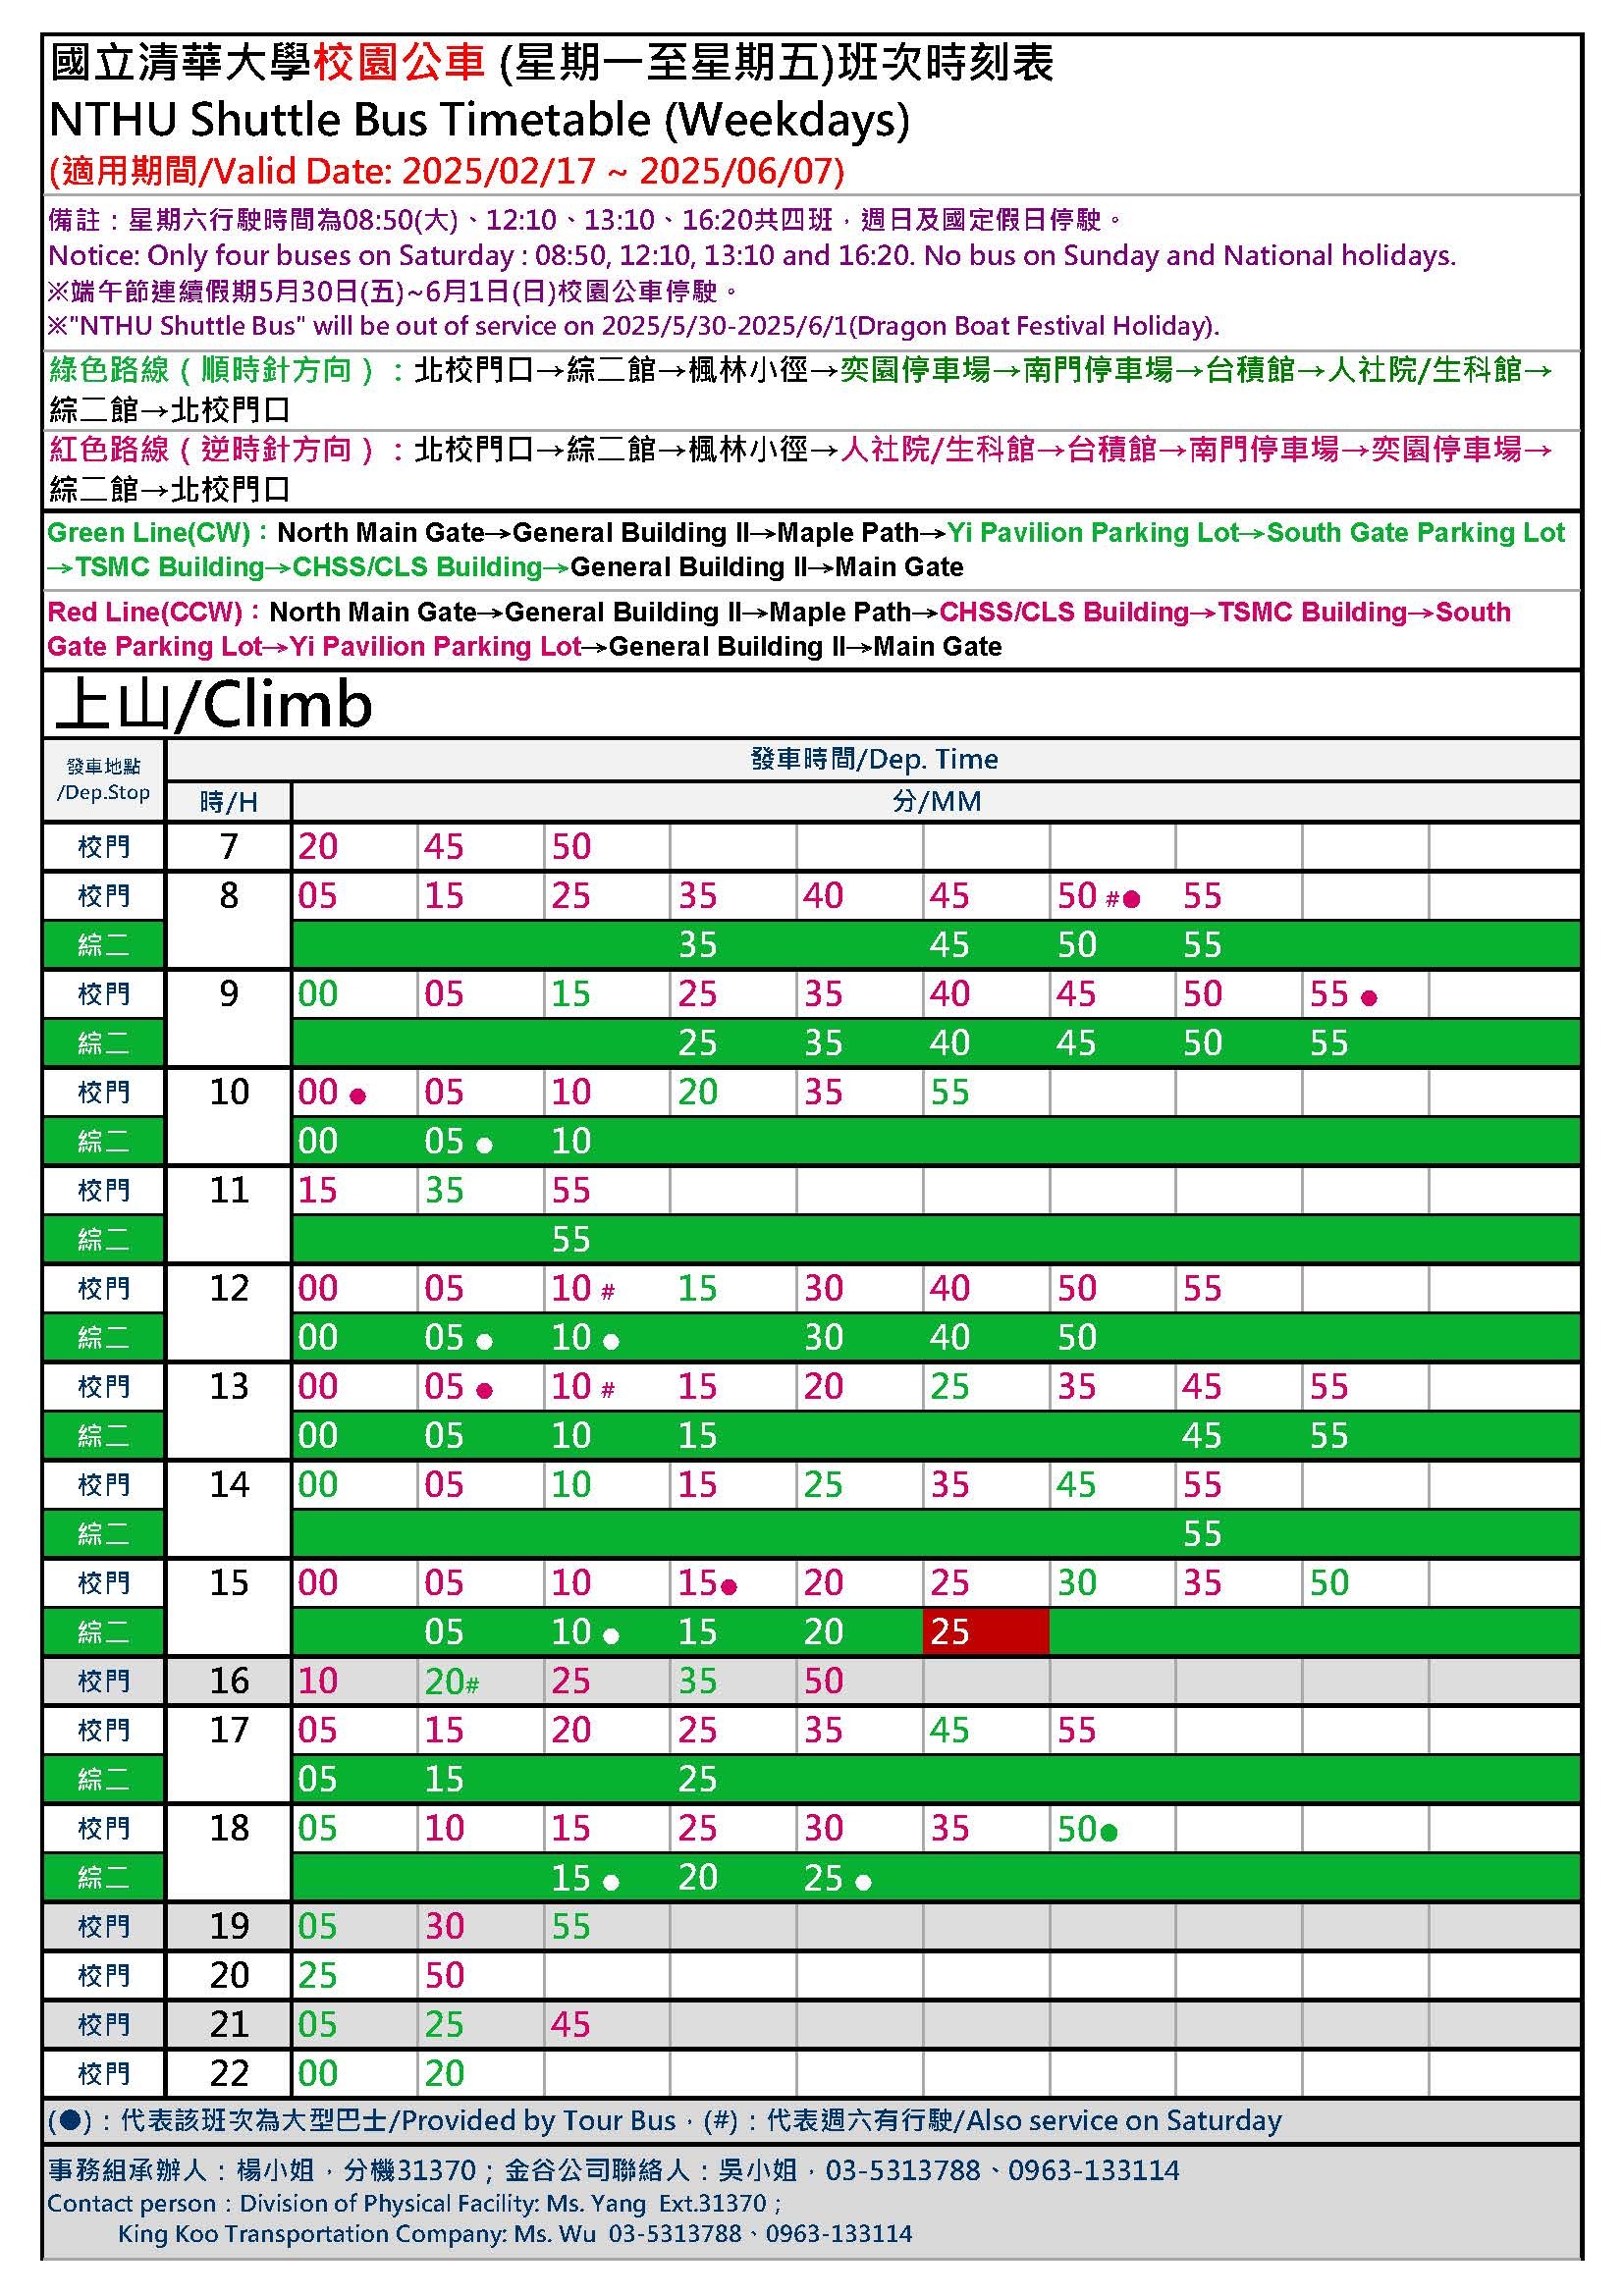 國立清華大學校園公車 (星期一至星期五)班次時刻表
NTHU Shuttle Bus Timetable (Weekdays)
(適用期間/Valid Date: 2025/02/17 ~ 2025/06/07)
備註：星期六行駛時間為08:50(大)、12:10、13:10、16:20共四班，週日及國定假日停駛。
Notice: Only four buses on Saturday : 08:50, 12:10, 13:10 and 16:20. No bus on Sunday and National holidays.
※端午節連續假期5月30日(五)~6月1日(日)校園公車停駛。
※"NTHU Shuttle Bus" will be out of service on 2025/5/30-2025/6/1(Dragon Boat Festival Holiday).
綠色路線（順時針方向）：北校門口→綜二館→楓林小徑→奕園停車場→南門停車場→台積館→人社院/生科館→
綜二館→北校門口
紅色路線（逆時針方向）：北校門口→綜二館→楓林小徑→人社院/生科館→台積館→南門停車場→奕園停車場→
綜二館→北校門口
Green Line(CW)：North Main Gate→General Building II→Maple Path→Yi Pavilion Parking Lot→South Gate Parking Lot
→TSMC Building→CHSS/CLS Building→General Building II→Main Gate
Red Line(CCW)：North Main Gate→General Building II→Maple Path→CHSS/CLS Building→TSMC Building→South
Gate Parking Lot→Yi Pavilion Parking Lot→General Building II→Main Gate
上山/Climb
發車地點
/Dep.Stop
發車時間/Dep. Time
時/H 分/MM
校門 7 20 45 50
校門 8 05 15 25 35 40 45 50 #● 55
綜二 35 45 50 55
校門 9 00 05 15 25 35 40 45 50 55 ●
綜二 25 35 40 45 50 55
校門 10 00 ● 05 10 20 35 55
綜二 00 05 ● 10
校門 11 15 35 55
綜二 55
校門 12 00 05 10 # 15 30 40 50 55
綜二 00 05 ● 10 ● 30 40 50
校門 13 00 05 ● 10 # 15 20 25 35 45 55
綜二 00 05 10 15 45 55
校門 14 00 05 10 15 25 35 45 55
綜二 55
校門 15 00 05 10 15● 20 25 30 35 50
綜二 05 10 ● 15 20 25
校門 16 10 20# 25 35 50
校門 17 05 15 20 25 35 45 55
綜二 05 15 25
校門 18 05 10 15 25 30 35 50●
綜二 15 ● 20 25 ●
校門 19 05 30 55
校門 20 25 50
校門 21 05 25 45
校門 22 00 20
(●)：代表該班次為大型巴士/Provided by Tour Bus，(#)：代表週六有行駛/Also service on Saturday
事務組承辦人：楊小姐，分機31370；金谷公司聯絡人：吳小姐，03-5313788、0963-133114
Contact person：Division of Physical Facility: Ms. Yang Ext.31370；
King Koo Transportation Company: Ms. Wu 03-5313788、0963-133114